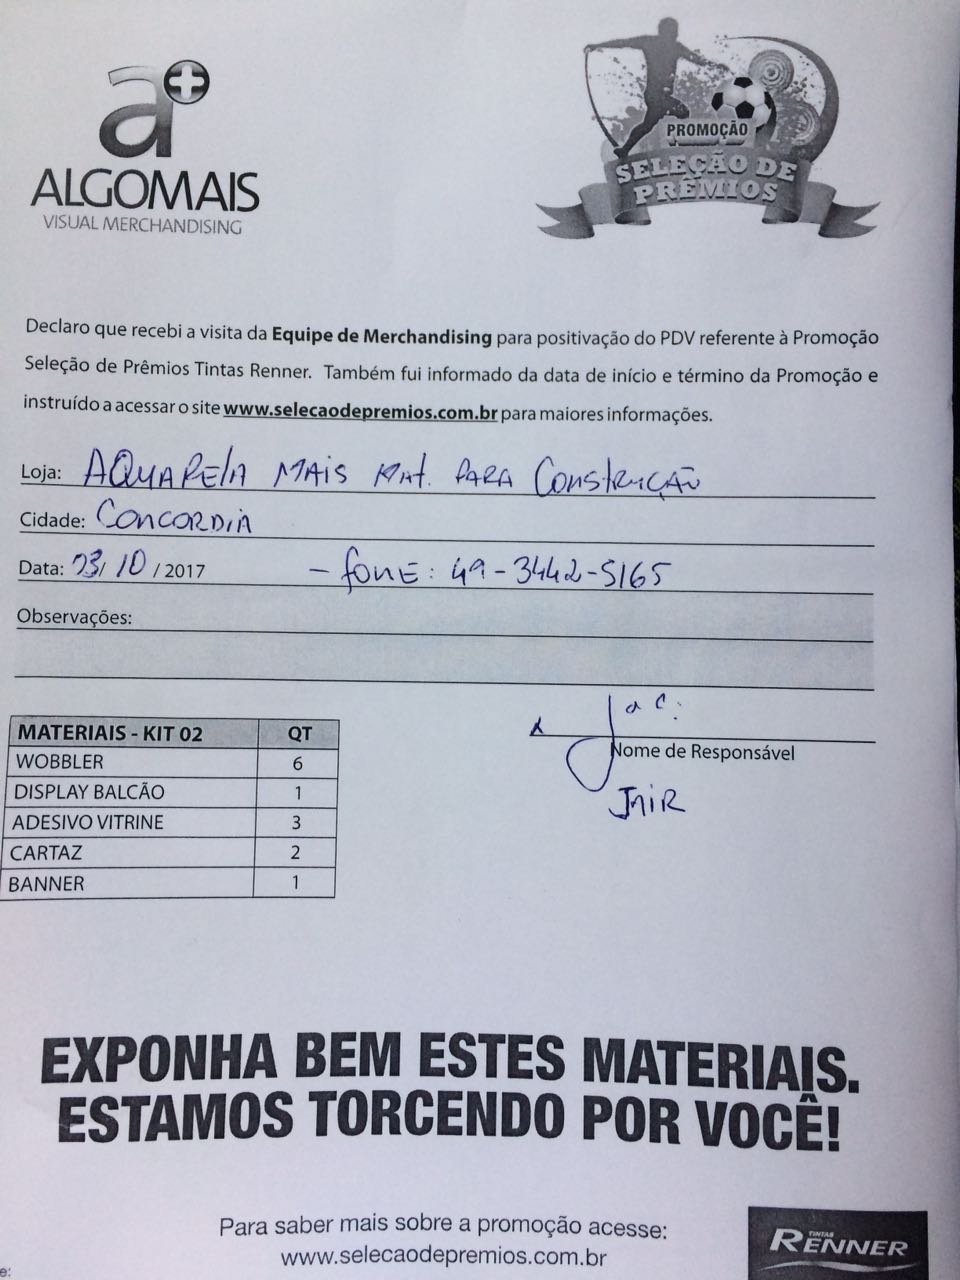 a+
ALGOMAIS
VISUAL MERCHANDISING
PROMOÇÃO
SELEÇÃO DE
PRÊMIOS
Declaro que recebi a visita da Equipe de Merchandising para positivação do PDV referente à Promoção
Seleção de Prêmios Tintas Renner. Também fui informado da data de início e término da Promoção e
instruído a acessar o site www.selecaodepremios.com.br para maiores informações.
Loja: AQUARELA MAIS MAT. PARA CONSTRUÇÃO
Cidade: CONCORDIA
Data: /10/2017 - fONE: 49-3442-5165
Observações:
Nome de Responsável
JAIR
MATERIAIS - KIT 02 QT
WOBBLER 6
DISPLAY BALCÃO 1
ADESIVO VITRINE 3
CARTAZ 2
BANNER 1
EXPONHA BEM ESTES MATERIAIS.
ESTAMOS TORCENDO POR VOCÊ!
Para saber mais sobre a promoção acesse:
www.selecaodepremios.com.br
TINTAS
RENNER
e: